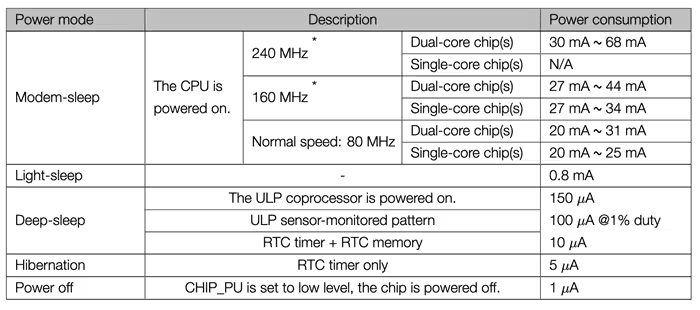 Power mode Description Power consumption
Modem-sleep The CPU is powered on. 240 MHz * Dual-core chip(s) 30 mA ~ 68 mA
Single-core chip(s) N/A
160 MHz * Dual-core chip(s) 27 mA ~ 44 mA
Single-core chip(s) 27 mA ~ 34 mA
Normal speed: 80 MHz Dual-core chip(s) 20 mA ~ 31 mA
Single-core chip(s) 20 mA ~ 25 mA
Light-sleep - 0.8 mA
Deep-sleep The ULP coprocessor is powered on. 150 μA
ULP sensor-monitored pattern 100 μA @1% duty
RTC timer + RTC memory 10 μA
Hibernation RTC timer only 5 μA
Power off CHIP_PU is set to low level, the chip is powered off. 1 μA